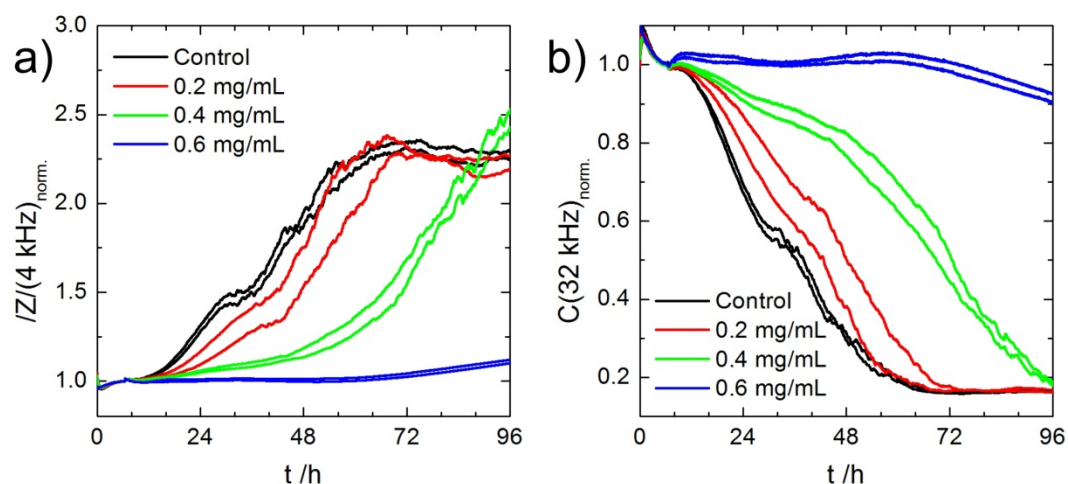 a)
3.0
2.5
2.0
1.5
1.0
/Z/(4 kHz)norm.
Control
0.2 mg/mL
0.4 mg/mL
0.6 mg/mL
0 24 48 72 96
t /h
b)
1.0
0.8
0.6
0.4
0.2
C(32 kHz)norm.
Control
0.2 mg/mL
0.4 mg/mL
0.6 mg/mL
0 24 48 72 96
t /h